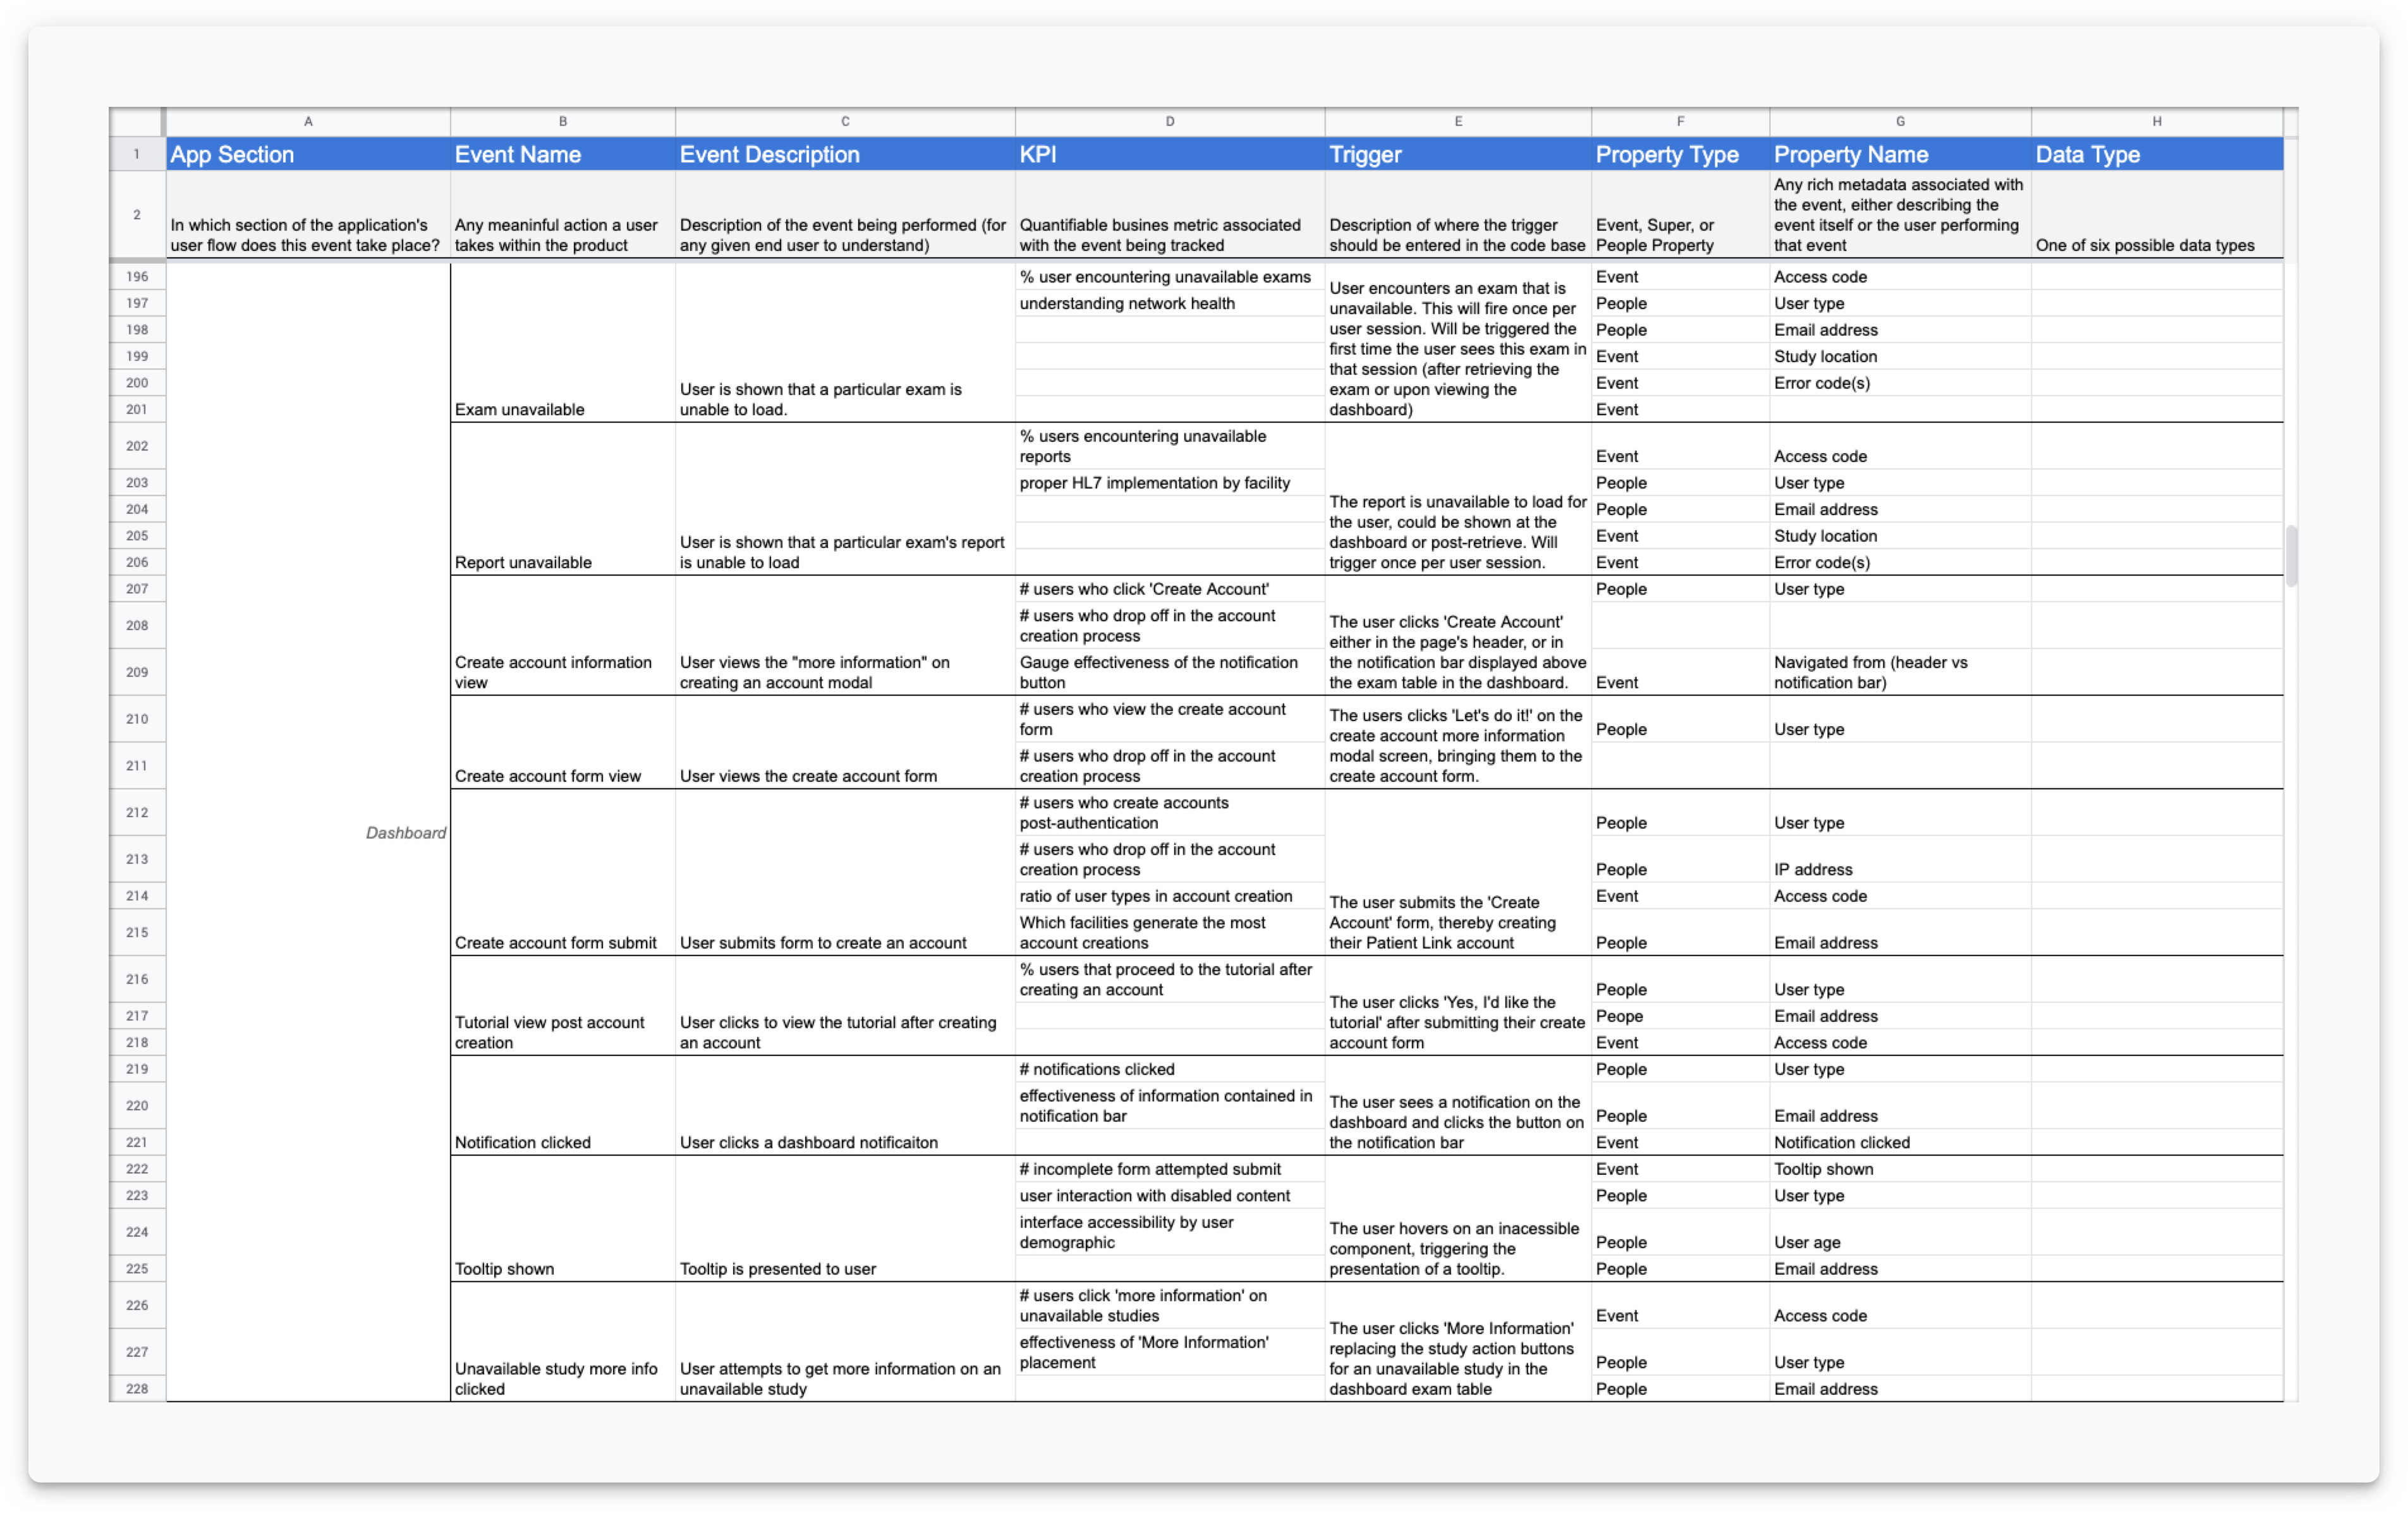 A B C D E F G H
1 App Section Event Name Event Description KPI Trigger Property Type Property Name Data Type
2
In which section of the application's
user flow does this event take place?
Any meaninful action a user
takes within the product
Description of the event being performed (for
any given end user to understand)
Quantifiable busines metric associated
with the event being tracked
Description of where the trigger
should be entered in the code base
Event, Super, or
People Property
Any rich metadata associated with
the event, either describing the
event itself or the user performing
that event
One of six possible data types
Dashboard
Exam unavailable
User is shown that a particular exam is
unable to load.
User encounters an exam that is
unavailable. This will fire once per
user session. Will be triggered the
first time the user sees this exam in
that session (after retrieving the
exam or upon viewing the
dashboard)
196 % user encountering unavailable exams Event Access code
197 understanding network health People User type
198 People Email address
199 Event Study location
200 Event Error code(s)
201 Event
Report unavailable
User is shown that a particular exam's report
is unable to load
The report is unavailable to load for
the user, could be shown at the
dashboard or post-retrieve. Will
trigger once per user session.
202
% users encountering unavailable
reports
Event Access code
203 proper HL7 implementation by facility People User type
204 People Email address
205 Event Study location
206 Event Error code(s)
Create account information
view
User views the "more information" on
creating an account modal
The user clicks 'Create Account'
either in the page's header, or in
the notification bar displayed above
the exam table in the dashboard.
207 # users who click 'Create Account' People User type
208
# users who drop off in the account
creation process
209
Gauge effectiveness of the notification
button
Event
Navigated from (header vs
notification bar)
Create account form view
User views the create account form
The users clicks 'Let's do it!' on the
create account more information
modal screen, bringing them to the
create account form.
210
# users who view the create account
form
People User type
211
# users who drop off in the account
creation process
Create account form submit
User submits form to create an account
The user submits the 'Create
Account' form, thereby creating
their Patient Link account
212
# users who create accounts
post-authentication
People User type
213
# users who drop off in the account
creation process
People IP address
214 ratio of user types in account creation Event Access code
215
Which facilities generate the most
account creations
People Email address
Tutorial view post account
creation
User clicks to view the tutorial after creating
an account
The user clicks 'Yes, I'd like the
tutorial' after submitting their create
account form
216
% users that proceed to the tutorial after
creating an account
People User type
217 Peope Email address
218 Event Access code
Notification clicked
User clicks a dashboard notificaiton
The user sees a notification on the
dashboard and clicks the button on
the notification bar
219 # notifications clicked People User type
220
effectiveness of information contained in
notification bar
People Email address
221 Event Notification clicked
Tooltip shown
Tooltip is presented to user
The user hovers on an inacessible
component, triggering the
presentation of a tooltip.
222 # incomplete form attempted submit Event Tooltip shown
223 user interaction with disabled content People User type
224
interface accessibility by user
demographic
People User age
225 People Email address
Unavailable study more info
clicked
User attempts to get more information on an
unavailable study
The user clicks 'More Information'
replacing the study action buttons
for an unavailable study in the
dashboard exam table
226
# users click 'more information' on
unavailable studies
Event Access code
227
effectiveness of 'More Information'
placement
People User type
228 People Email address